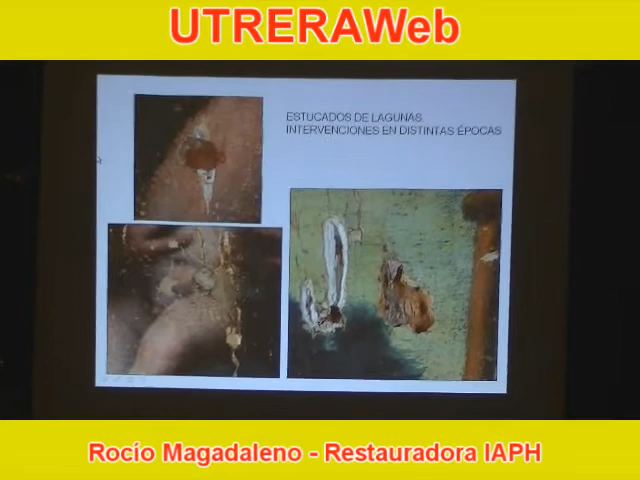 UTRERAWeb
ESTUCADOS DE LAGUNAS.
INTERVENCIONES EN DISTINTAS ÉPOCAS
Rocío Magadaleno - Restauradora IAPH